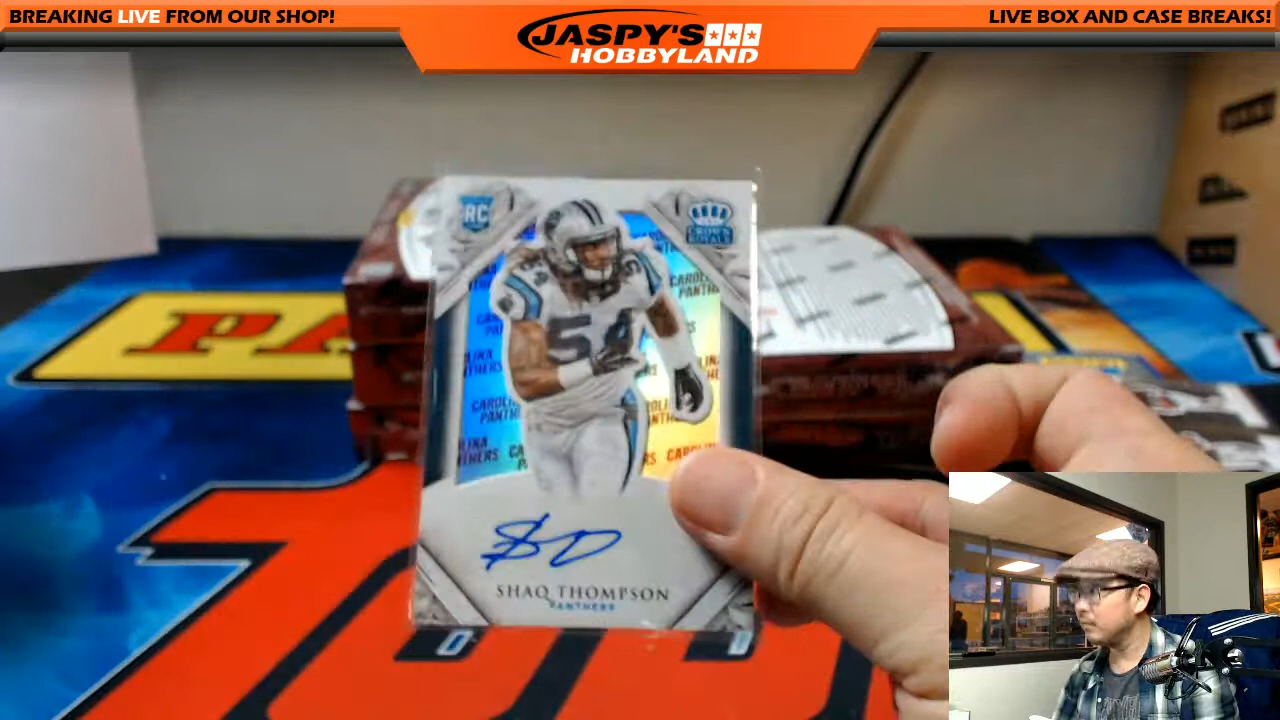 BREAKING LIVE FROM OUR SHOP!
JASPY'S
HOBBYLAND
LIVE BOX AND CASE BREAKS!
RC
CROWN
ROYALE
54
CAROLINA
PANTHERS
SHAQ THOMPSON
PANTHERS
PA